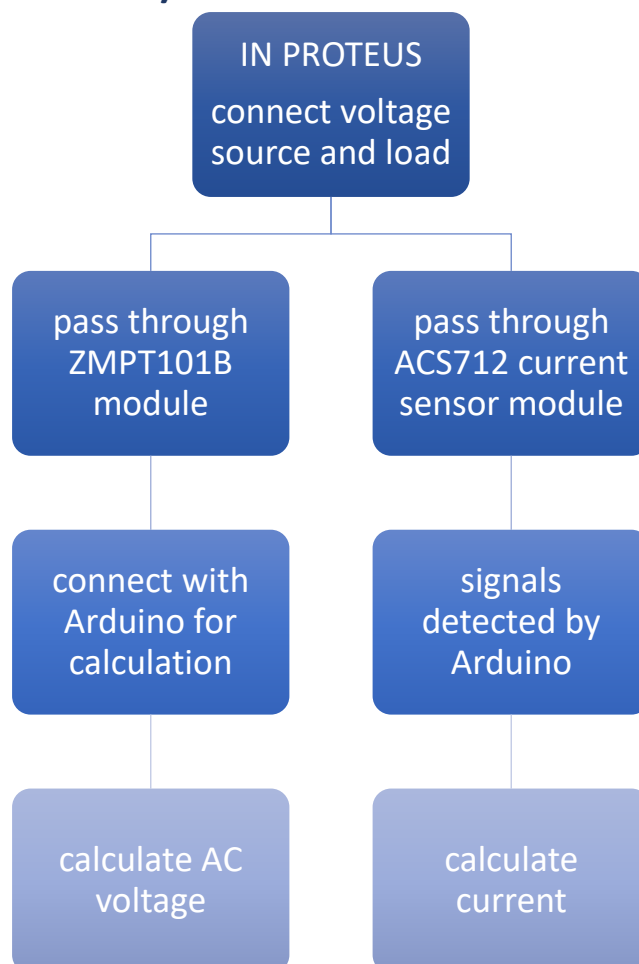 IN PROTEUS
connect voltage
source and load
pass through
ZMPT101B
module
pass through
ACS712 current
sensor module
connect with
Arduino for
calculation
signals
detected by
Arduino
calculate AC
voltage
calculate
current